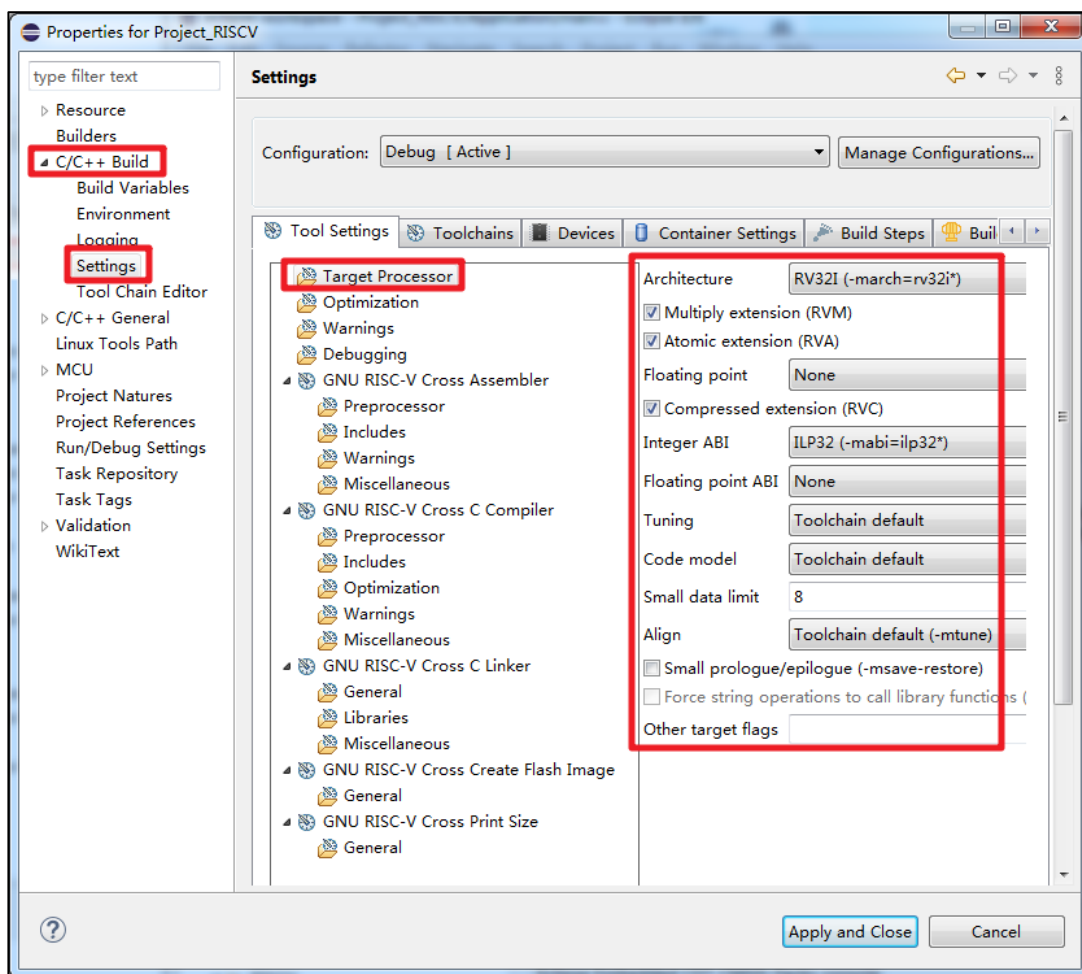 Properties for Project_RISCV
type filter text
Resource
Builders
C/C++ Build
Build Variables
Environment
Logging
Settings
Tool Chain Editor
C/C++ General
Linux Tools Path
MCU
Project Natures
Project References
Run/Debug Settings
Task Repository
Task Tags
Validation
WikiText
Settings
Configuration: Debug [ Active ] Manage Configurations...
Tool Settings Toolchains Devices Container Settings Build Steps Buil
Target Processor
Optimization
Warnings
Debugging
GNU RISC-V Cross Assembler
Preprocessor
Includes
Warnings
Miscellaneous
GNU RISC-V Cross C Compiler
Preprocessor
Includes
Optimization
Warnings
Miscellaneous
GNU RISC-V Cross C Linker
General
Libraries
Miscellaneous
GNU RISC-V Cross Create Flash Image
General
GNU RISC-V Cross Print Size
General
Architecture RV32I (-march=rv32i*)
Multiply extension (RVM)
Atomic extension (RVA)
Floating point None
Compressed extension (RVC)
Integer ABI ILP32 (-mabi=ilp32*)
Floating point ABI None
Tuning Toolchain default
Code model Toolchain default
Small data limit 8
Align Toolchain default (-mtune)
Small prologue/epilogue (-msave-restore)
Force string operations to call library functions (
Other target flags
Apply and Close Cancel